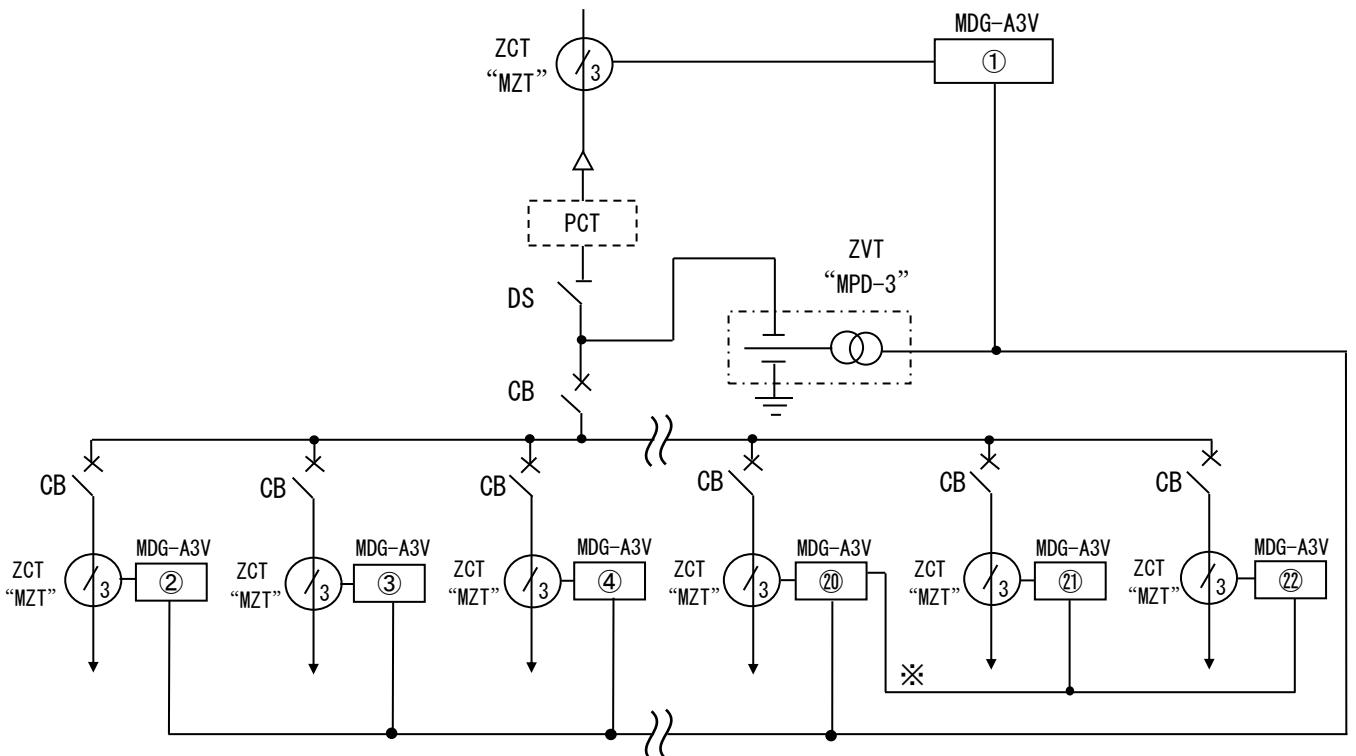 ZCT
“MZT”
3
MDG-A3V
①
PCT
DS
ZVT
“MPD-3”
CB
CB
CB
CB
CB
CB
CB
ZCT
“MZT”
3
MDG-A3V
②
ZCT
“MZT”
3
MDG-A3V
③
ZCT
“MZT”
3
MDG-A3V
④
ZCT
“MZT”
3
MDG-A3V
⑳
ZCT
“MZT”
3
MDG-A3V
㉑
ZCT
“MZT”
3
MDG-A3V
㉒
※